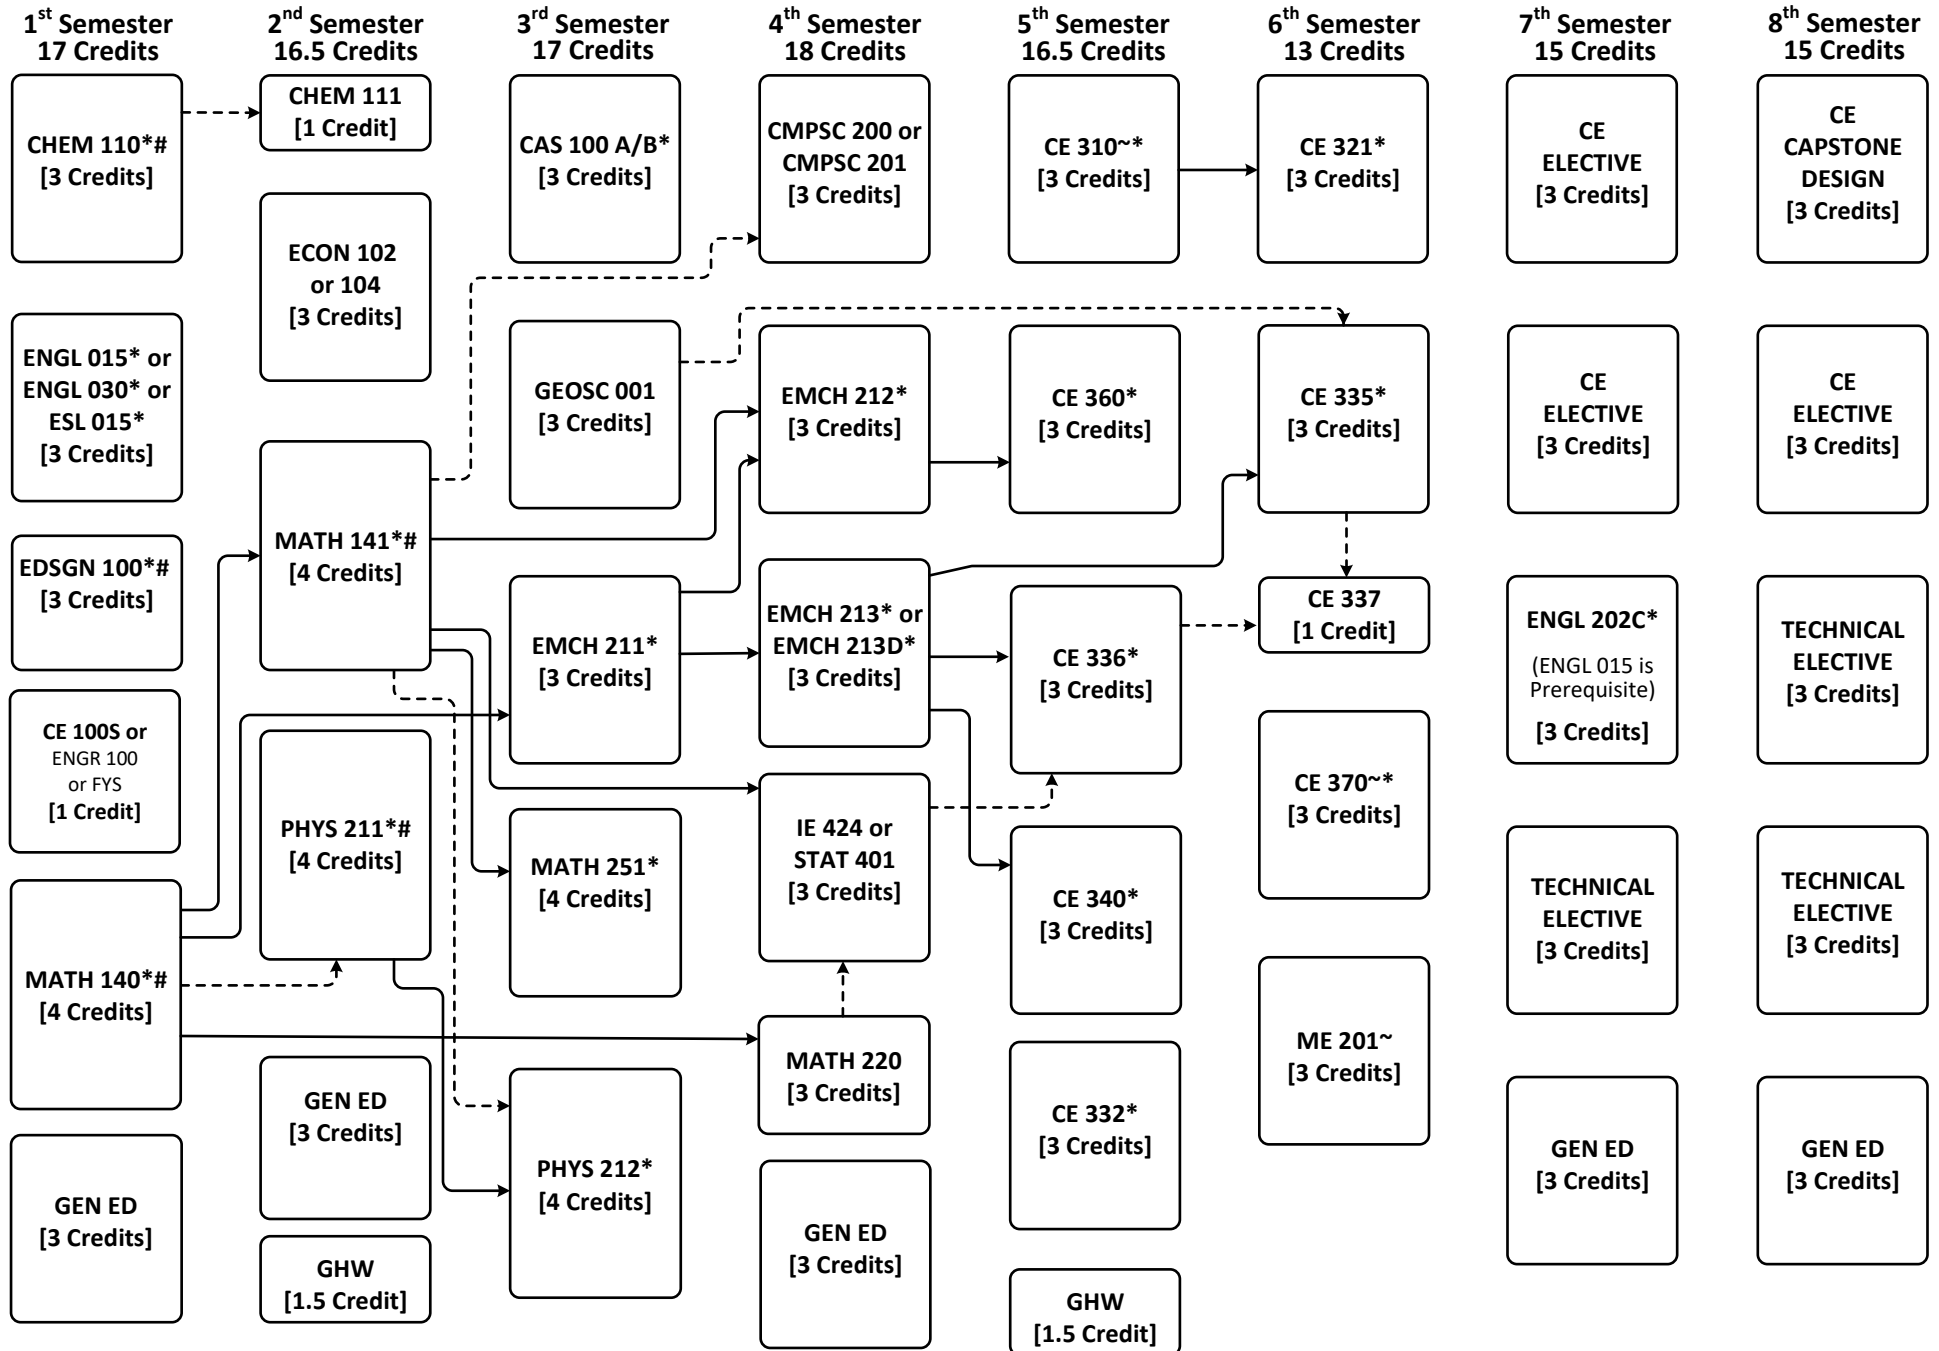 1st Semester
17 Credits
2nd Semester
16.5 Credits
3rd Semester
17 Credits
4th Semester
18 Credits
5th Semester
16.5 Credits
6th Semester
13 Credits
7th Semester
15 Credits
8th Semester
15 Credits
CHEM 110*#
[3 Credits]
ENGL 015* or
ENGL 030* or
ESL 015*
[3 Credits]
EDSGN 100*#
[3 Credits]
CE 100S or
ENGR 100
or FYS
[1 Credit]
MATH 140*#
[4 Credits]
GEN ED
[3 Credits]
CHEM 111
[1 Credit]
ECON 102
or 104
[3 Credits]
MATH 141*#
[4 Credits]
PHYS 211*#
[4 Credits]
GEN ED
[3 Credits]
GHW
[1.5 Credit]
CAS 100 A/B*
[3 Credits]
GEOSC 001
[3 Credits]
EMCH 211*
[3 Credits]
MATH 251*
[4 Credits]
PHYS 212*
[4 Credits]
CMPSC 200 or
CMPSC 201
[3 Credits]
EMCH 212*
[3 Credits]
EMCH 213* or
EMCH 213D*
[3 Credits]
IE 424 or
STAT 401
[3 Credits]
MATH 220
[3 Credits]
GEN ED
[3 Credits]
CE 310~*
[3 Credits]
CE 360*
[3 Credits]
CE 336*
[3 Credits]
CE 340*
[3 Credits]
CE 332*
[3 Credits]
GHW
[1.5 Credit]
CE 321*
[3 Credits]
CE 335*
[3 Credits]
CE 337
[1 Credit]
CE 370~*
[3 Credits]
ME 201~
[3 Credits]
CE
ELECTIVE
[3 Credits]
CE
ELECTIVE
[3 Credits]
ENGL 202C*
(ENGL 015 is
Prerequisite)
[3 Credits]
TECHNICAL
ELECTIVE
[3 Credits]
GEN ED
[3 Credits]
CE
CAPSTONE
DESIGN
[3 Credits]
CE
ELECTIVE
[3 Credits]
TECHNICAL
ELECTIVE
[3 Credits]
TECHNICAL
ELECTIVE
[3 Credits]
GEN ED
[3 Credits]